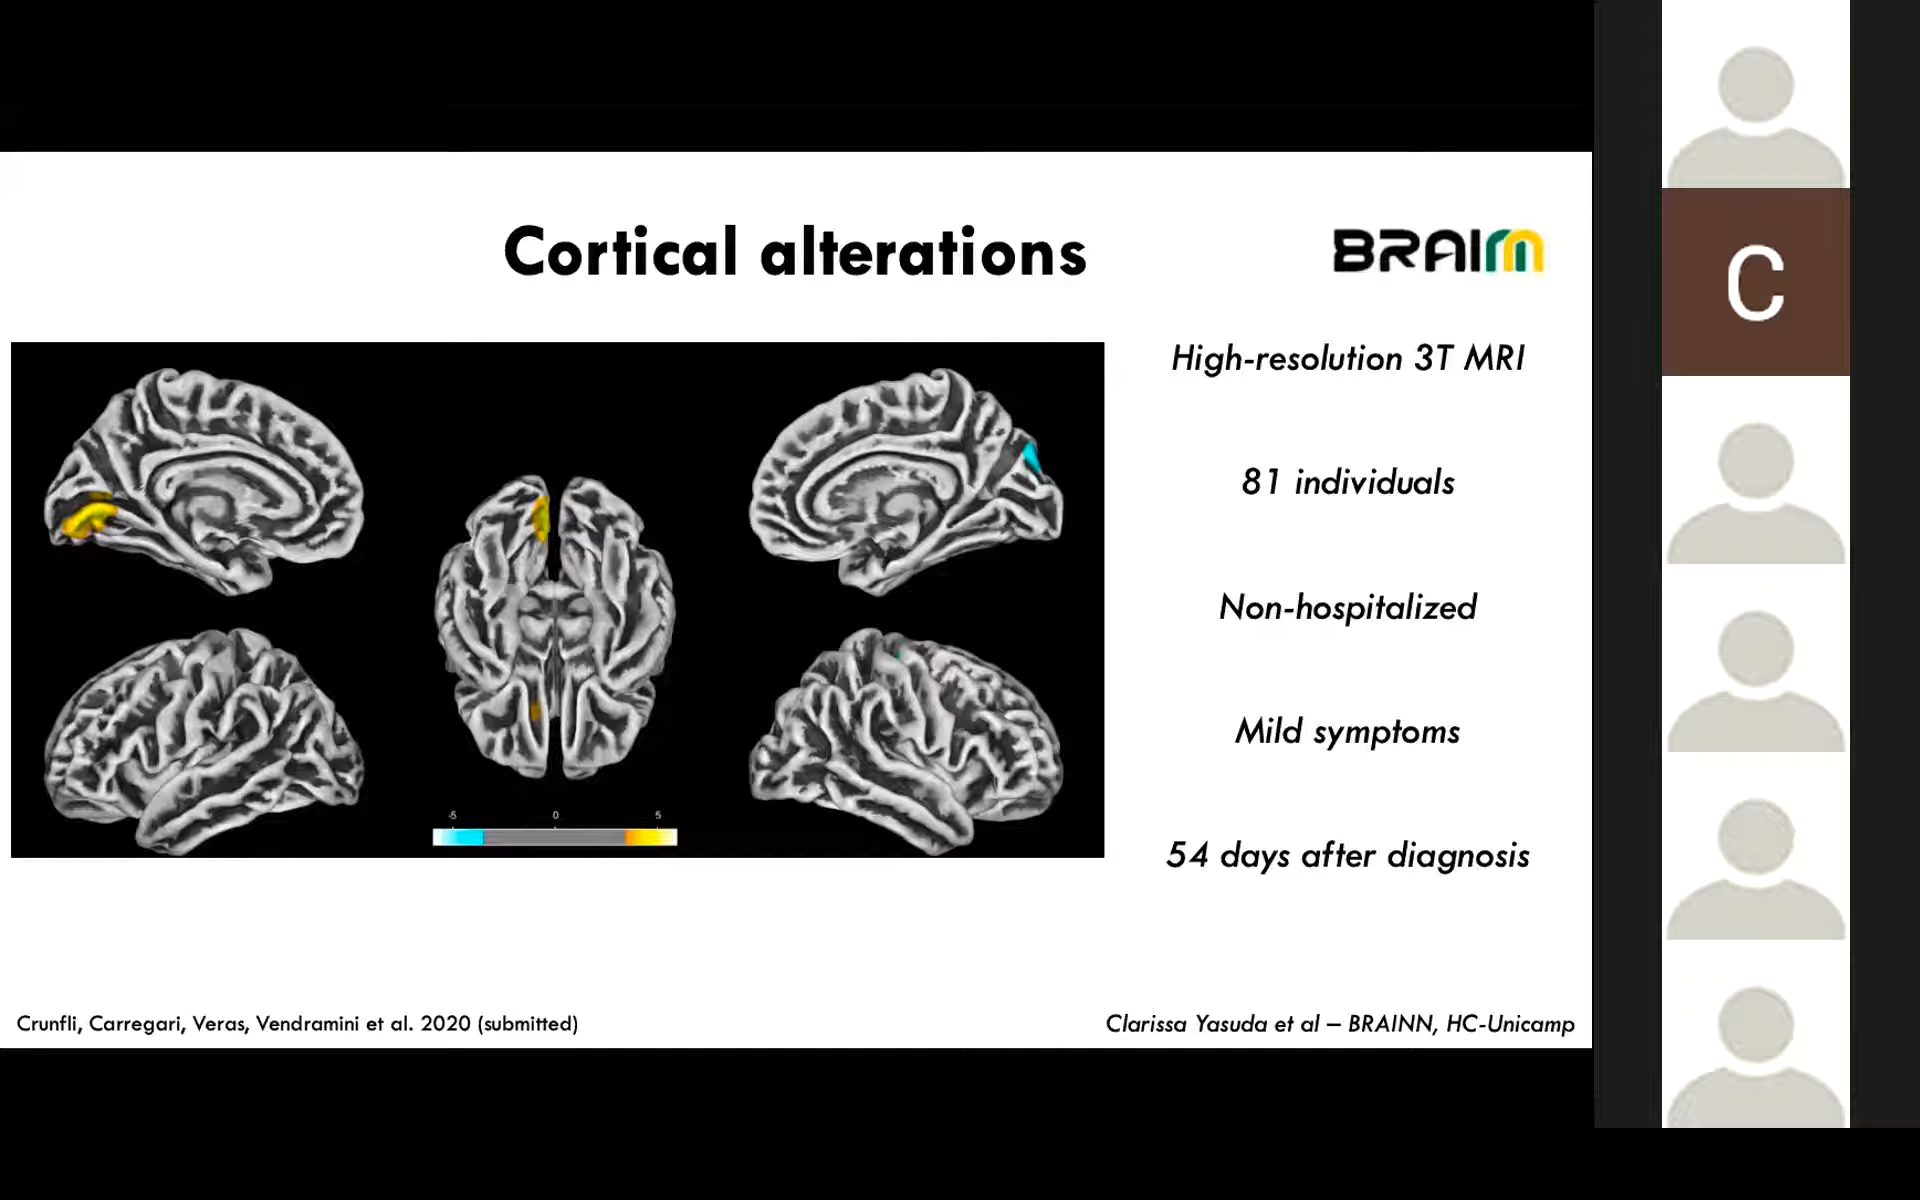 Cortical alterations
BRAINN
High-resolution 3T MRI
81 individuals
Non-hospitalized
Mild symptoms
54 days after diagnosis
-5 0 5
Crunfli, Carregari, Veras, Vendramini et al. 2020 (submitted)
Clarissa Yasuda et al – BRAINN, HC-Unicamp
C